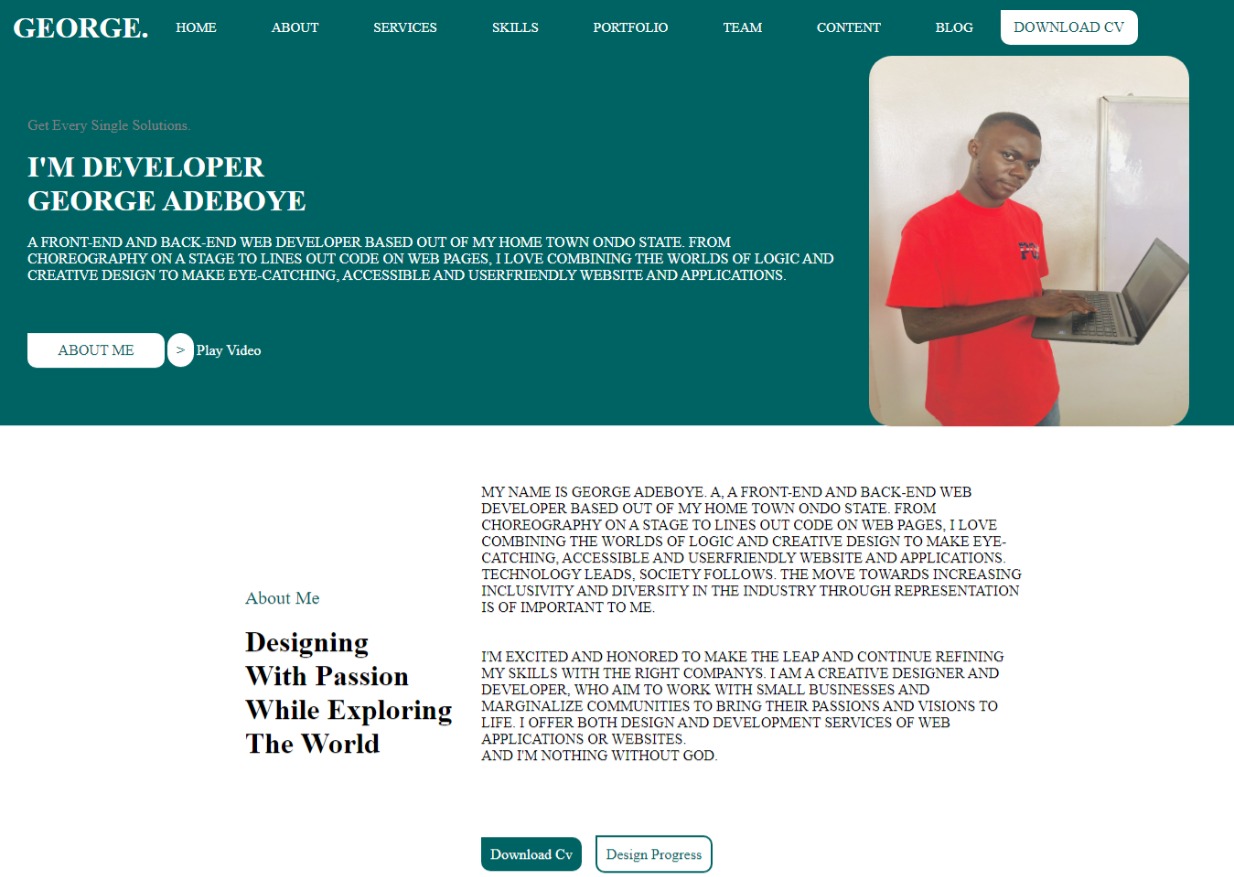 GEORGE. HOME ABOUT SERVICES SKILLS PORTFOLIO TEAM CONTENT BLOG DOWNLOAD CV
Get Every Single Solutions.
I'M DEVELOPER
GEORGE ADEBOYE
A FRONT-END AND BACK-END WEB DEVELOPER BASED OUT OF MY HOME TOWN ONDO STATE. FROM
CHOREOGRAPHY ON A STAGE TO LINES OUT CODE ON WEB PAGES, I LOVE COMBINING THE WORLDS OF LOGIC AND
CREATIVE DESIGN TO MAKE EYE-CATCHING, ACCESSIBLE AND USERFRIENDLY WEBSITE AND APPLICATIONS.
ABOUT ME > Play Video
About Me
Designing
With Passion
While Exploring
The World
MY NAME IS GEORGE ADEBOYE. A, A FRONT-END AND BACK-END WEB
DEVELOPER BASED OUT OF MY HOME TOWN ONDO STATE. FROM
CHOREOGRAPHY ON A STAGE TO LINES OUT CODE ON WEB PAGES, I LOVE
COMBINING THE WORLDS OF LOGIC AND CREATIVE DESIGN TO MAKE EYE-
CATCHING, ACCESSIBLE AND USERFRIENDLY WEBSITE AND APPLICATIONS.
TECHNOLOGY LEADS, SOCIETY FOLLOWS. THE MOVE TOWARDS INCREASING
INCLUSIVITY AND DIVERSITY IN THE INDUSTRY THROUGH REPRESENTATION
IS OF IMPORTANT TO ME.
I'M EXCITED AND HONORED TO MAKE THE LEAP AND CONTINUE REFINING
MY SKILLS WITH THE RIGHT COMPANYS. I AM A CREATIVE DESIGNER AND
DEVELOPER, WHO AIM TO WORK WITH SMALL BUSINESSES AND
MARGINALIZE COMMUNITIES TO BRING THEIR PASSIONS AND VISIONS TO
LIFE. I OFFER BOTH DESIGN AND DEVELOPMENT SERVICES OF WEB
APPLICATIONS OR WEBSITES.
AND I'M NOTHING WITHOUT GOD.
Download Cv Design Progress